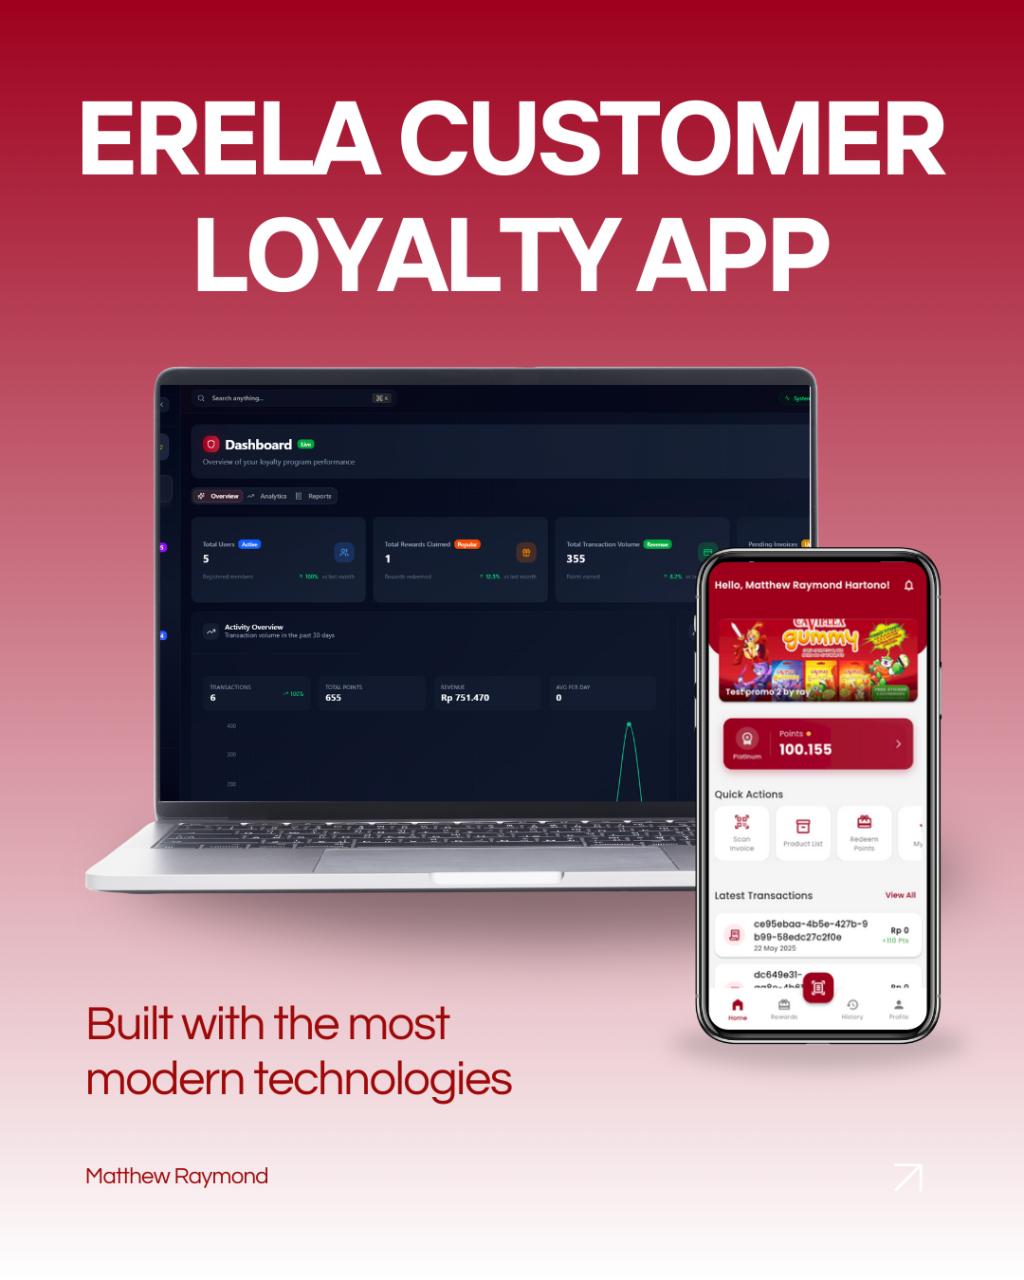 ERELA CUSTOMER
LOYALTY APP
Search anything...
⌘ K
System
Dashboard Live
Overview of your loyalty program performance
Overview Analytics Reports
Total Users Active
5
Registered members 100% vs last month
Total Rewards Claimed Popular
1
Rewards redeemed 12.5% vs last month
Total Transaction Volume Revenue
355
Points earned 8.2%
Pending Invoices
Activity Overview
Transaction volume in the past 30 days
TRANSACTIONS
6 100%
TOTAL POINTS
655
REVENUE
Rp 751.470
AVG PER DAY
0
400
300
200
Hello, Matthew Raymond Hartono!
gummy
Test promo 2 by ray
Platinum
Points
100.155
Quick Actions
Scan
Invoice
Product List
Redeem
Points
My
Latest Transactions View All
ce95ebaa-4b5e-427b-9
b99-58edc27c2f0e
22 May 2025
Rp 0
+110 Pts
dc649e31-
Rp 0
Home Rewards History Profile
Built with the most
modern technologies
Matthew Raymond